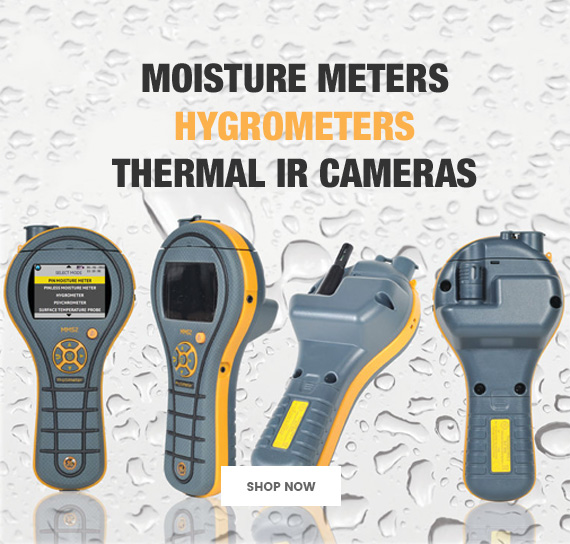 MOISTURE METERS
HYGROMETERS
THERMAL IR CAMERAS
SELECT MODE
PIN MOISTURE METER
PINLESS MOISTURE METER
HYGROMETER
PSYCHROMETER
SURFACE TEMPERATURE PROBE
MMS2
MMS2
SHOP NOW